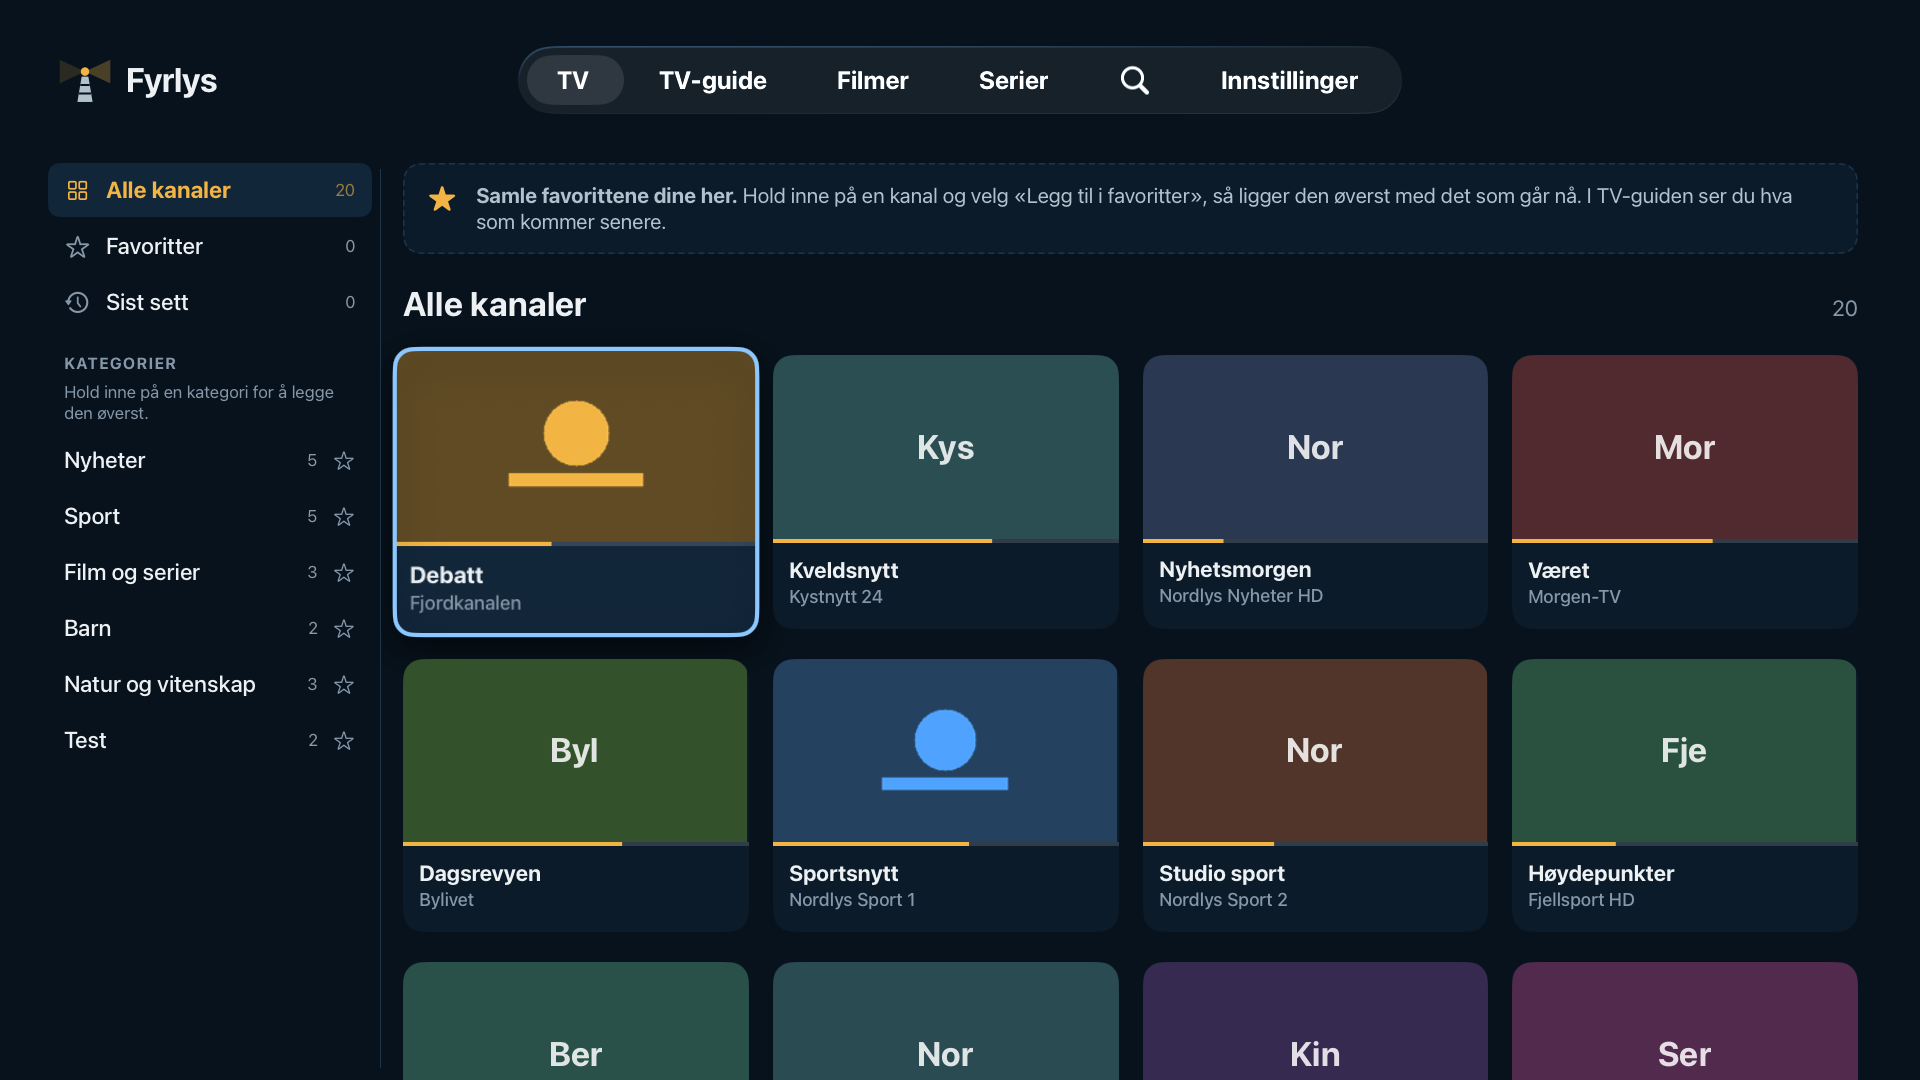 Fyrlys
TV
TV-guide
Filmer
Serier
Innstillinger
Alle kanaler 20
Favoritter 0
Sist sett 0
KATEGORIER
Hold inne på en kategori for å legge
den øverst.
Nyheter 5
Sport 5
Film og serier 3
Barn 2
Natur og vitenskap 3
Test 2
Samle favorittene dine her. Hold inne på en kanal og velg «Legg til i favoritter», så ligger den øverst med det som går nå. I TV-guiden ser du hva
som kommer senere.
Alle kanaler 20
Debatt
Fjordkanalen
Kys
Kveldsnytt
Kystnytt 24
Nor
Nyhetsmorgen
Nordlys Nyheter HD
Mor
Været
Morgen-TV
Byl
Dagsrevyen
Bylivet
Sportsnytt
Nordlys Sport 1
Nor
Studio sport
Nordlys Sport 2
Fje
Høydepunkter
Fjellsport HD
Ber
Nor
Kin
Ser